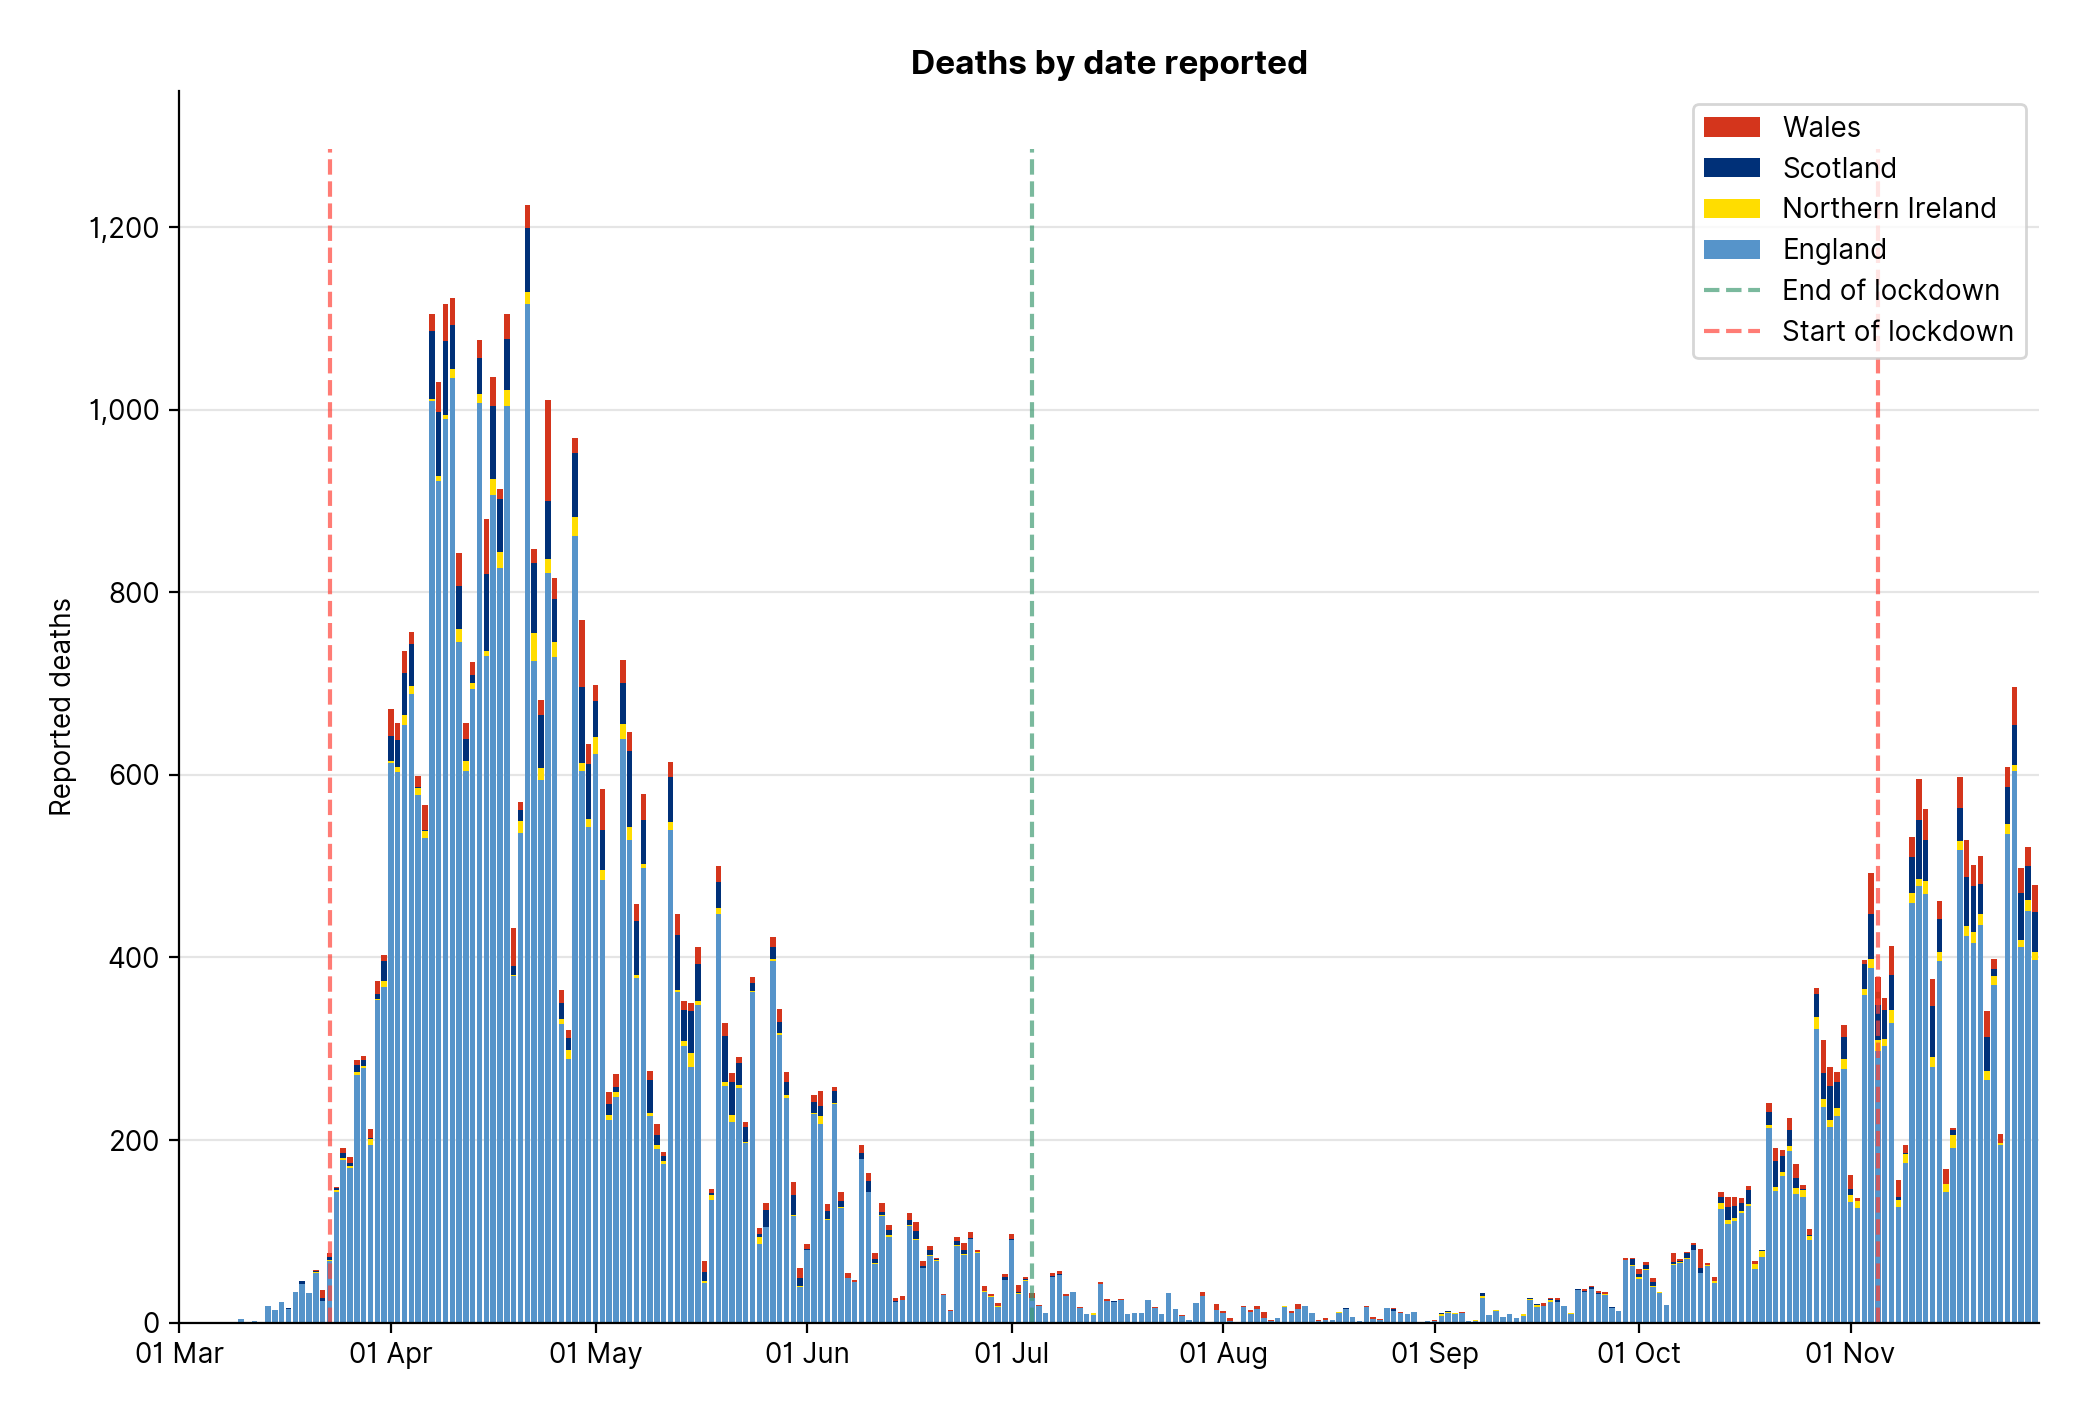 Deaths by date reported
Wales
Scotland
Northern Ireland
England
End of lockdown
Start of lockdown
Reported deaths
1,200
1,000
800
600
400
200
0
01 Mar
01 Apr
01 May
01 Jun
01 Jul
01 Aug
01 Sep
01 Oct
01 Nov